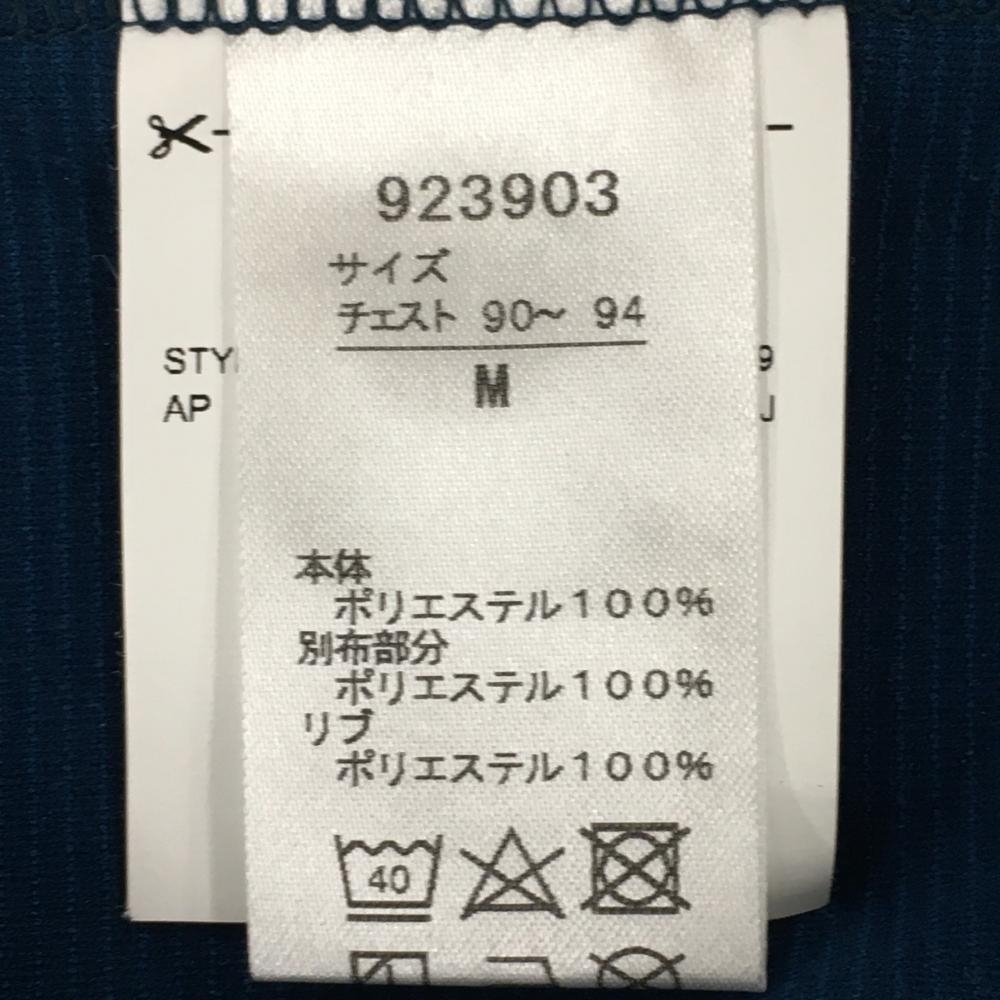 923903
サイズ
チェスト 90～ 94
M
STY
9
AP
J
本体
ポリエステル１００％
別布部分
ポリエステル１００％
リブ
ポリエステル１００％
40